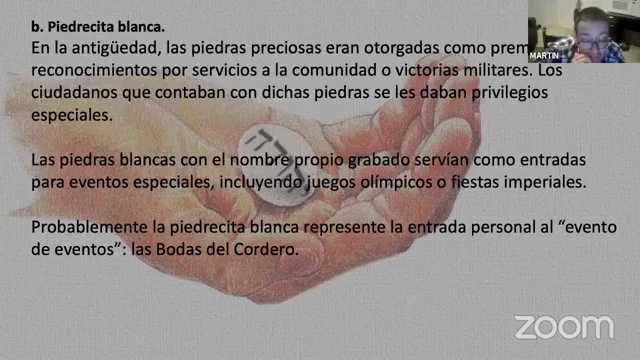 b. Piedrecita blanca.
En la antigüedad, las piedras preciosas eran otorgadas como
reconocimientos por servicios a la comunidad o victorias militares. Los
ciudadanos que contaban con dichas piedras se les daban privilegios
especiales.
Las piedras blancas con el nombre propio grabado servían como entradas
para eventos especiales, incluyendo juegos olímpicos o fiestas imperiales.
Probablemente la piedrecita blanca represente la entrada personal al “evento
de eventos”: las Bodas del Cordero.
MARTIN
zoom